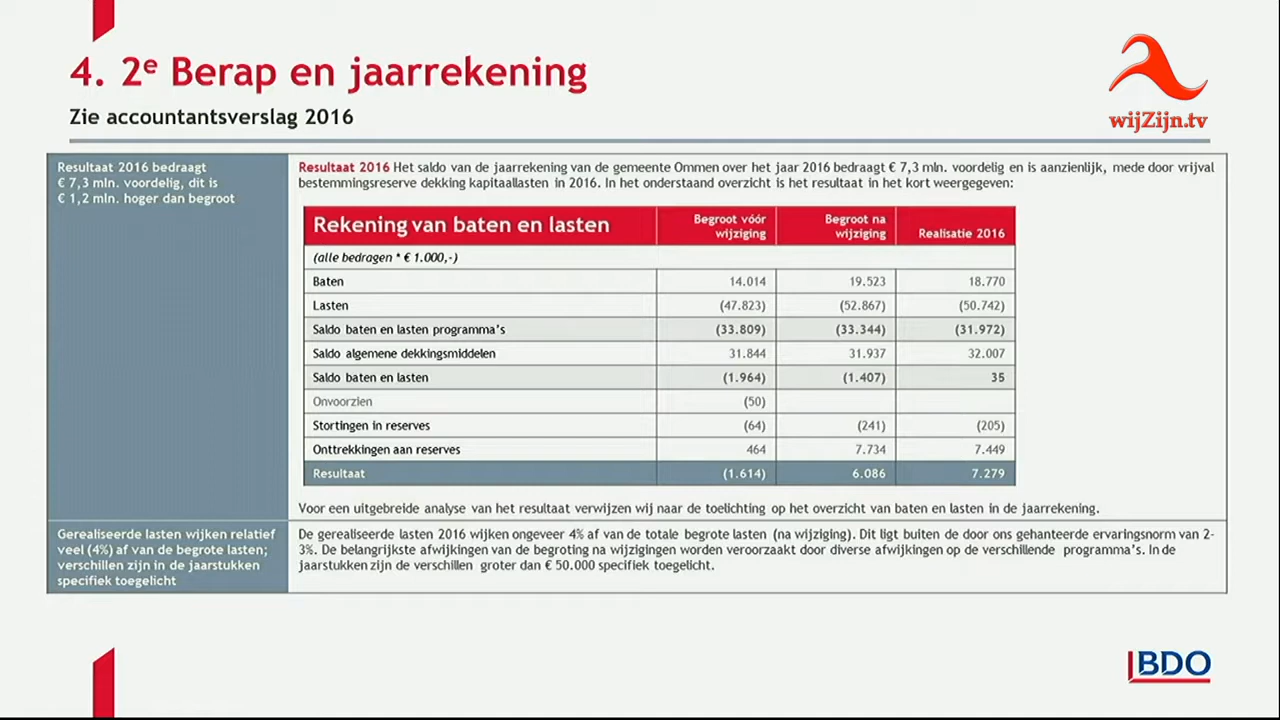 4. 2e Berap en jaarrekening
Zie accountantsverslag 2016
wijZijn.tv
Resultaat 2016 bedraagt
€ 7,3 mln. voordelig, dit is
€ 1,2 mln. hoger dan begroot
Resultaat 2016 Het saldo van de jaarrekening van de gemeente Ommen over het jaar 2016 bedraagt € 7,3 mln. voordelig en is aanzienlijk, mede door vrijval
bestemmingsreserve dekking kapitaallasten in 2016. In het onderstaand overzicht is het resultaat in het kort weergegeven:
Rekening van baten en lasten Begroot vóór wijziging Begroot na wijziging Realisatie 2016
(alle bedragen * € 1.000,-)
Baten 14.014 19.523 18.770
Lasten (47.823) (52.867) (50.742)
Saldo baten en lasten programma's (33.809) (33.344) (31.972)
Saldo algemene dekkingsmiddelen 31.844 31.937 32.007
Saldo baten en lasten (1.964) (1.407) 35
Onvoorzien (50)
Stortingen in reserves (64) (241) (205)
Onttrekkingen aan reserves 464 7.734 7.449
Resultaat (1.614) 6.086 7.279
Voor een uitgebreide analyse van het resultaat verwijzen wij naar de toelichting op het overzicht van baten en lasten in de jaarrekening.
Gerealiseerde lasten wijken relatief
veel (4%) af van de begrote lasten;
verschillen zijn in de jaarstukken
specifiek toegelicht
De gerealiseerde lasten 2016 wijken ongeveer 4% af van de totale begrote lasten (na wijziging). Dit ligt buiten de door ons gehanteerde ervaringsnorm van 2-
3%. De belangrijkste afwijkingen van de begroting na wijzigingen worden veroorzaakt door diverse afwijkingen op de verschillende programma's. In de
jaarstukken zijn de verschillen groter dan € 50.000 specifiek toegelicht.
BDO